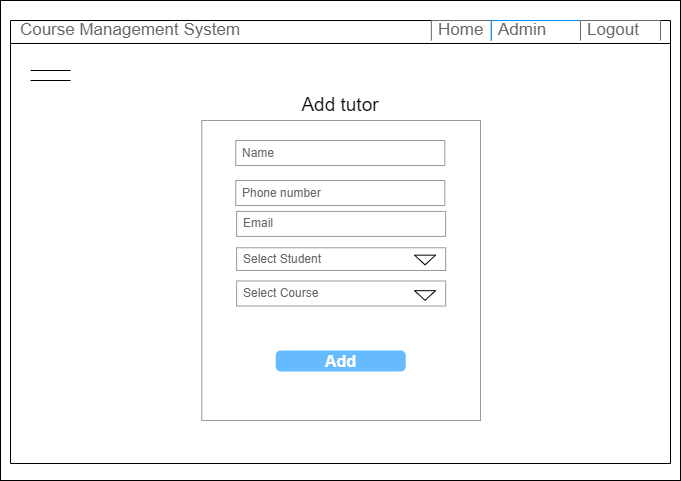 Course Management System Home Admin Logout
Add tutor
Name
Phone number
Email
Select Student
Select Course
Add